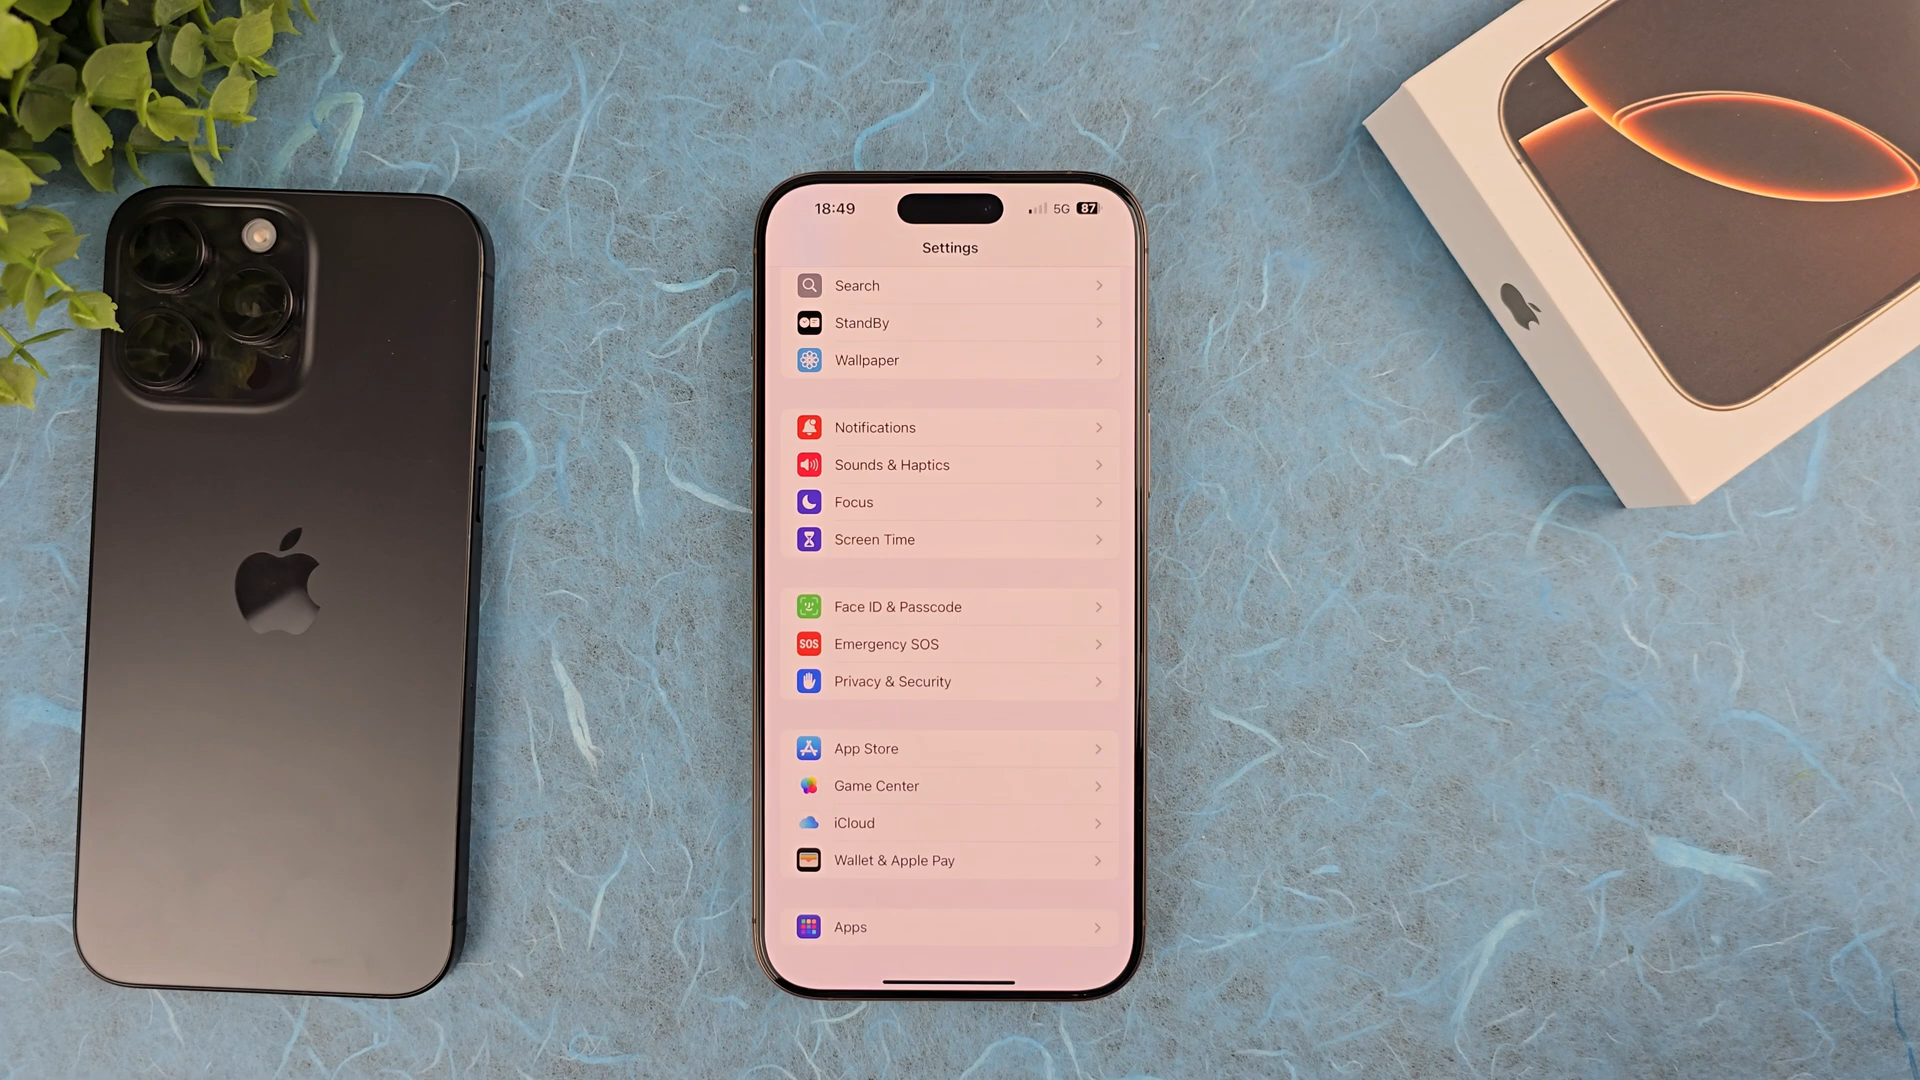 18:49
5G 87
Settings
Search
StandBy
Wallpaper
Notifications
Sounds & Haptics
Focus
Screen Time
Face ID & Passcode
SOS Emergency SOS
Privacy & Security
App Store
Game Center
iCloud
Wallet & Apple Pay
Apps